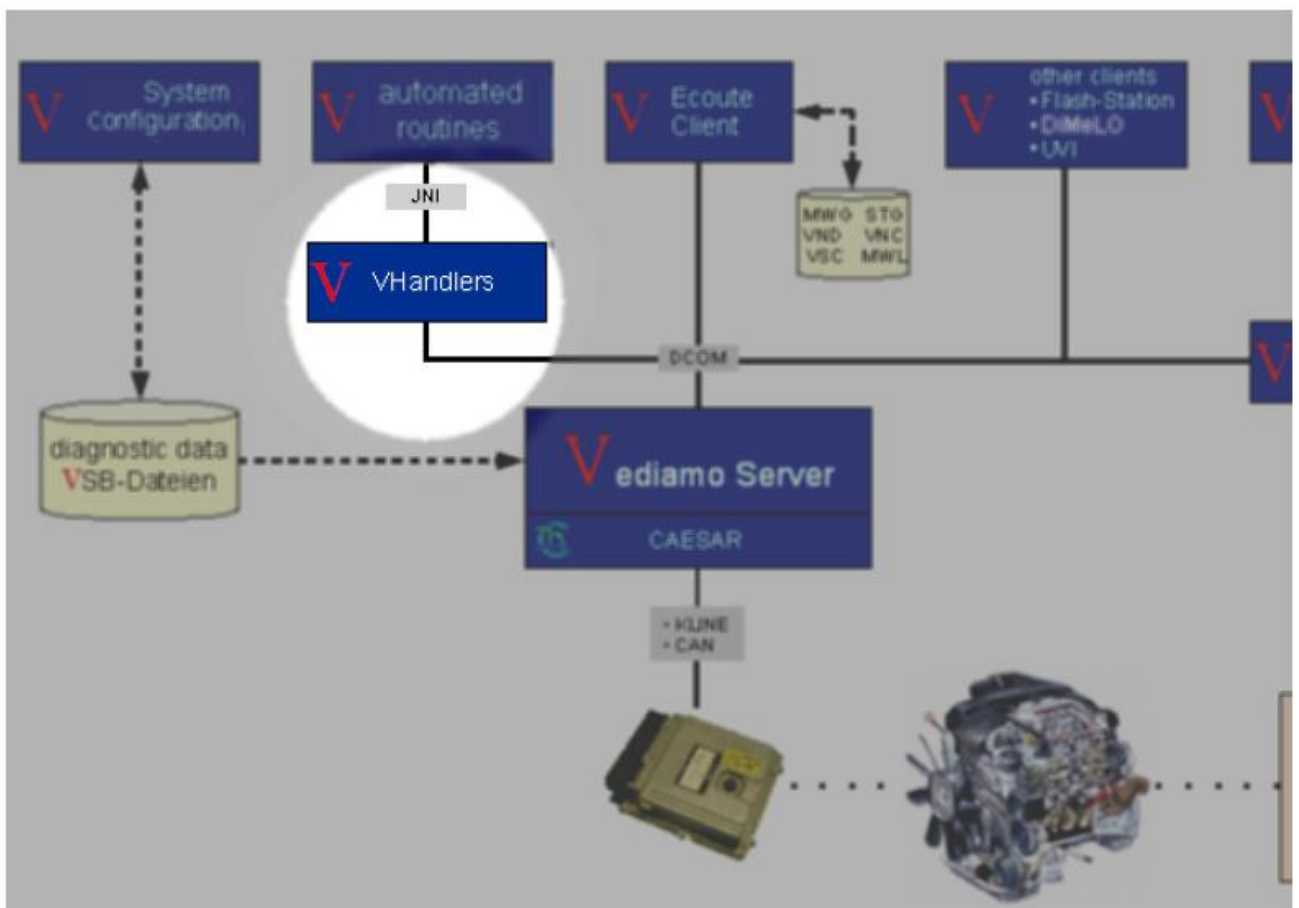 V System
configuration
V automated
routines
V Ecoute
Client
V other clients
• Flash-Station
• DiMeLO
• UVI
V
JNI
MWG STG
VND VNC
VSC MWL
V VHandlers
DCOM
V
diagnostic data
VSB-Dateien
Vediamo Server
CAESAR
• KLINE
• CAN